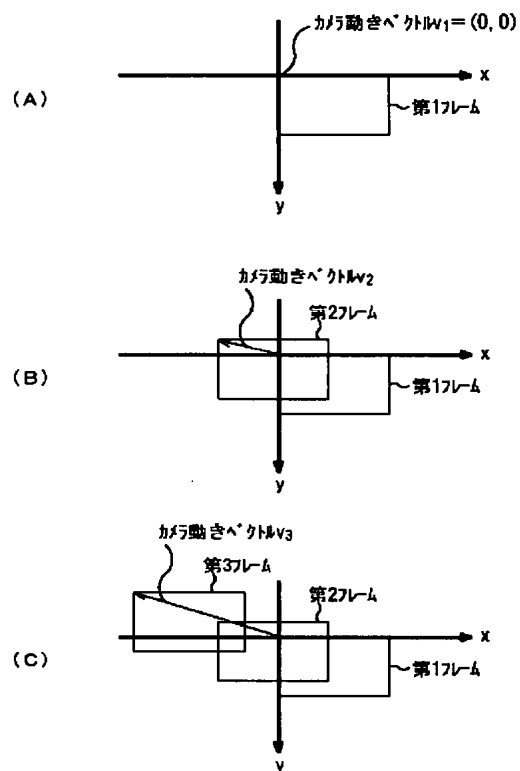 カメラ動きベクトルv₁=(0, 0)
x
(A)
第1フレーム
y
カメラ動きベクトルv₂
第2フレーム
x
(B)
第1フレーム
y
カメラ動きベクトルv₃
第3フレーム
第2フレーム
x
(C)
第1フレーム
y